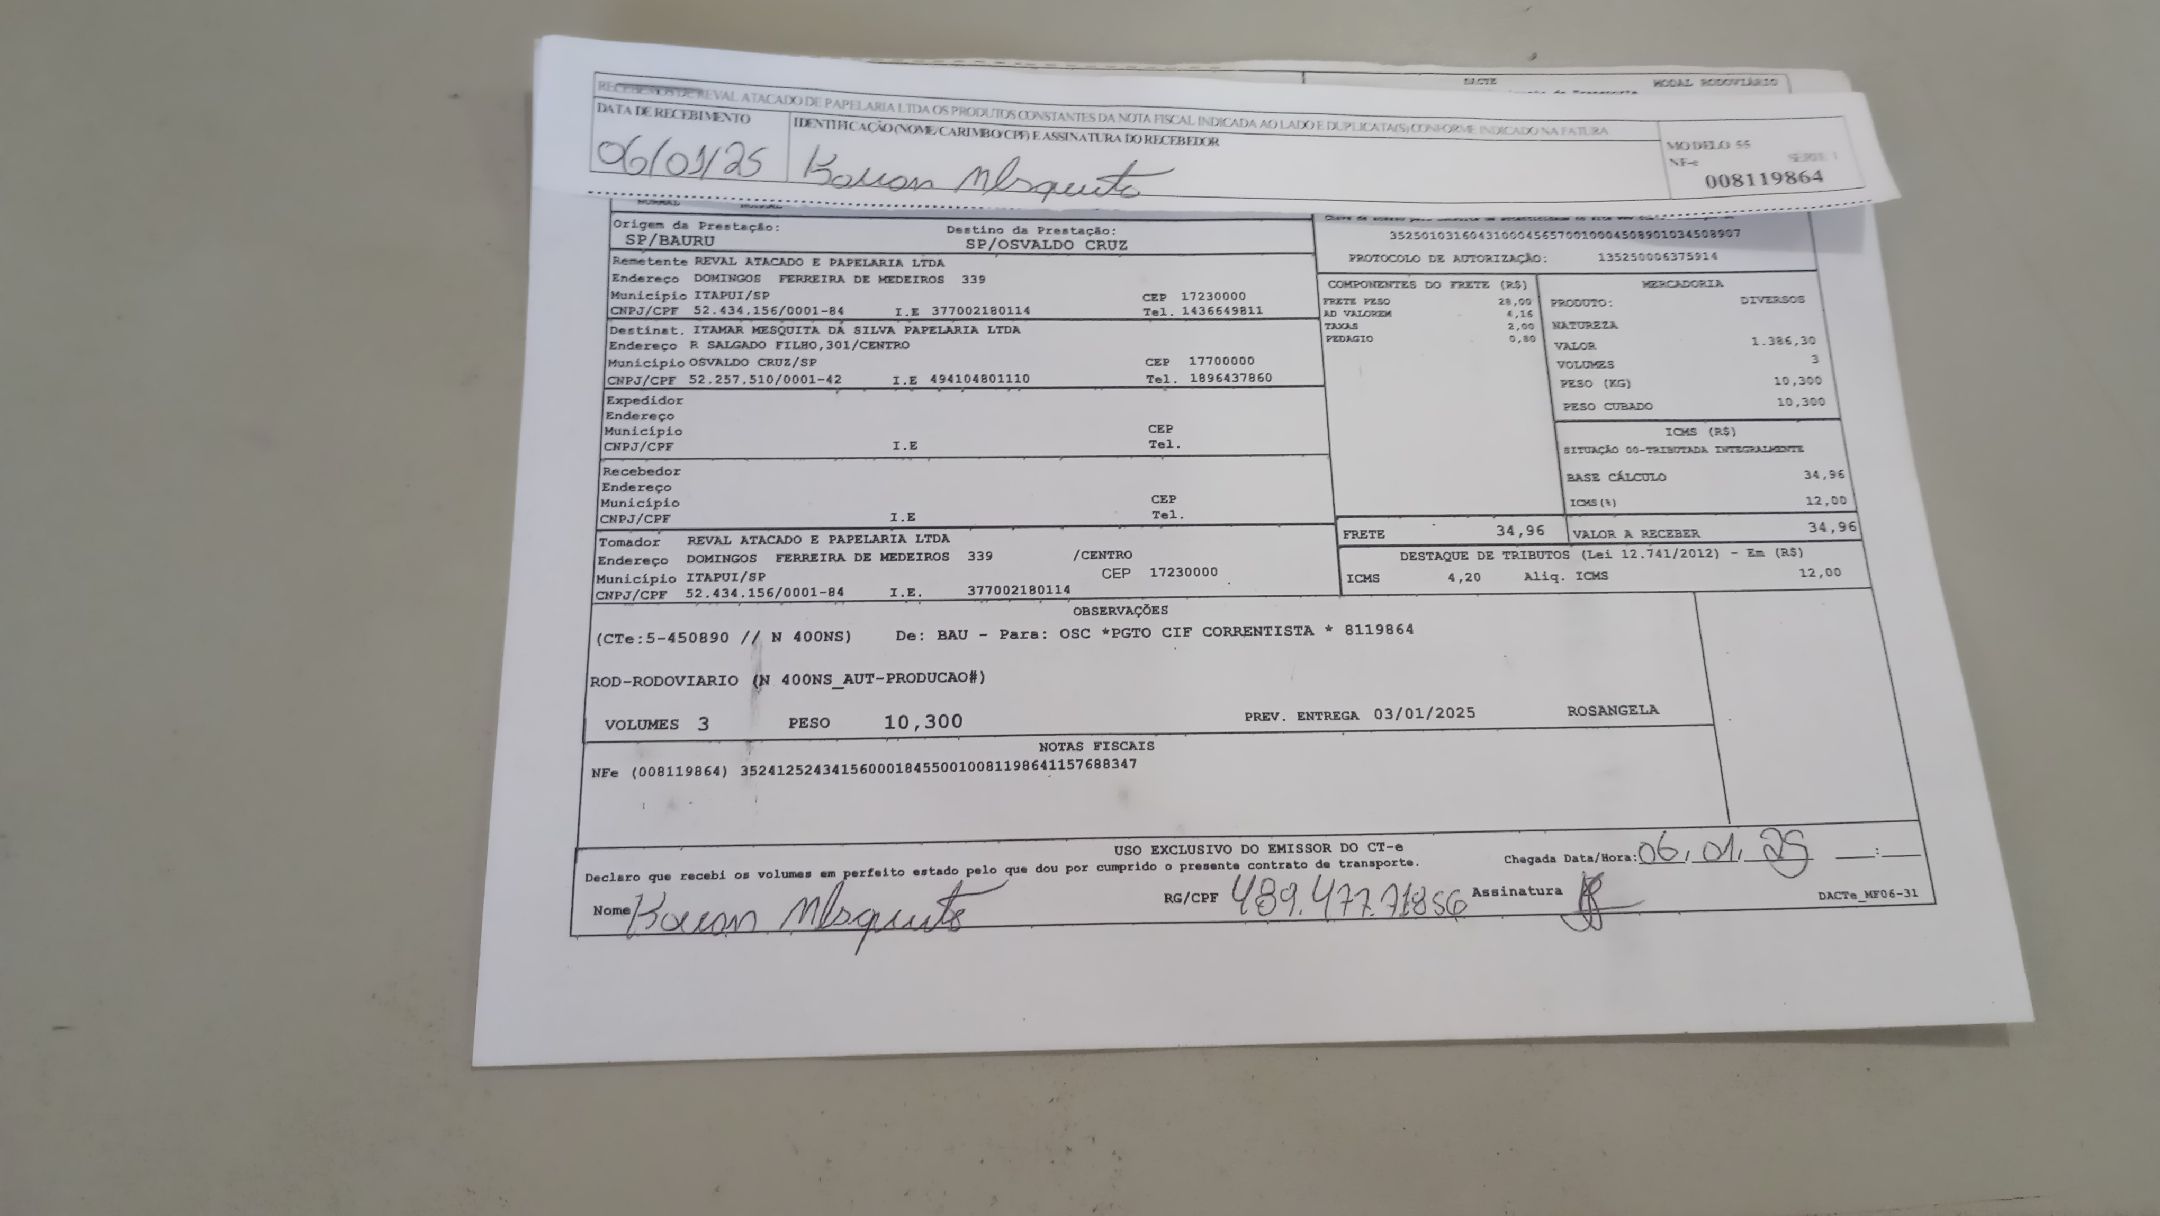 DACTE MODAL RODOVIÁRIO
RECEBEMOS DE REVAL ATACADO DE PAPELARIA LTDA OS PRODUTOS CONSTANTES DA NOTA FISCAL INDICADA AO LADO E DUPLICATA(S) CONFORME INDICADO NA FATURA
DATA DE RECEBIMENTO
IDENTIFICAÇÃO (NOME/CARIMBO/CPF) E ASSINATURA DO RECEBEDOR
06/01/25
Mesquita
MODELO 55
NF-e SÉRIE 1
008119864
Origem da Prestação:
SP/BAURU
Destino da Prestação:
SP/OSVALDO CRUZ
35250103160431000456570010004508901034508907
PROTOCOLO DE AUTORIZAÇÃO: 135250006375914
Remetente REVAL ATACADO E PAPELARIA LTDA
Endereço DOMINGOS FERREIRA DE MEDEIROS 339
Município ITAPUI/SP CEP 17230000
CNPJ/CPF 52.434.156/0001-84 I.E 377002180114 Tel. 1436649811
Destinat. ITAMAR MESQUITA DA SILVA PAPELARIA LTDA
Endereço R SALGADO FILHO,301/CENTRO
Município OSVALDO CRUZ/SP CEP 17700000
CNPJ/CPF 52.257.510/0001-42 I.E 494104801110 Tel. 1896437860
Expedidor
Endereço
Município CEP
CNPJ/CPF I.E Tel.
Recebedor
Endereço
Município CEP
CNPJ/CPF I.E Tel.
Tomador REVAL ATACADO E PAPELARIA LTDA
Endereço DOMINGOS FERREIRA DE MEDEIROS 339 /CENTRO
Município ITAPUI/SP CEP 17230000
CNPJ/CPF 52.434.156/0001-84 I.E. 377002180114
COMPONENTES DO FRETE (R$)
FRETE PESO 28,00
AD VALOREM 4,16
TAXAS 2,00
PEDAGIO 0,80
MERCADORIA
PRODUTO: DIVERSOS
NATUREZA
VALOR 1.386,30
VOLUMES 3
PESO (KG) 10,300
PESO CUBADO 10,300
ICMS (R$)
SITUAÇÃO 00-TRIBUTADA INTEGRALMENTE
BASE CÁLCULO 34,96
ICMS(%) 12,00
FRETE 34,96 VALOR A RECEBER 34,96
DESTAQUE DE TRIBUTOS (Lei 12.741/2012) - Em (R$)
ICMS 4,20 Aliq. ICMS 12,00
OBSERVAÇÕES
(CTe:5-450890 // N 400NS) De: BAU - Para: OSC *PGTO CIF CORRENTISTA * 8119864
ROD-RODOVIARIO (N 400NS_AUT-PRODUCAO#)
VOLUMES 3 PESO 10,300 PREV. ENTREGA 03/01/2025 ROSANGELA
NOTAS FISCAIS
NFe (008119864) 35241252434156000184550010081198641157688347
USO EXCLUSIVO DO EMISSOR DO CT-e
Declaro que recebi os volumes em perfeito estado pelo que dou por cumprido o presente contrato de transporte.
Chegada Data/Hora: 06.01.25 __:__
Nome Mesquita RG/CPF 489.477.718 56 Assinatura
DACTe_MF06-31